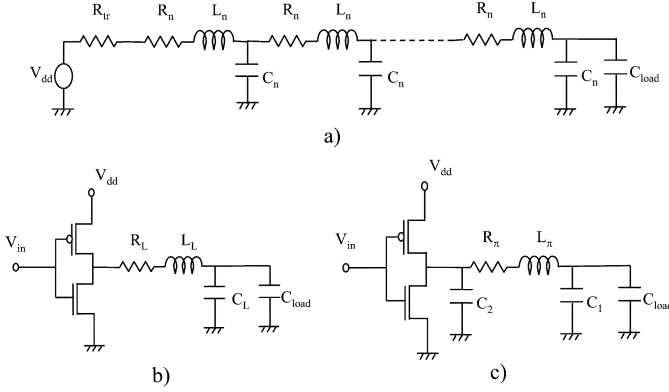 R_tr R_n L_n R_n L_n R_n L_n
V_dd C_n C_n C_n C_load
a)
V_dd
V_in R_L L_L
C_L C_load
b)
V_dd
V_in R_π L_π
C_2 C_1 C_load
c)